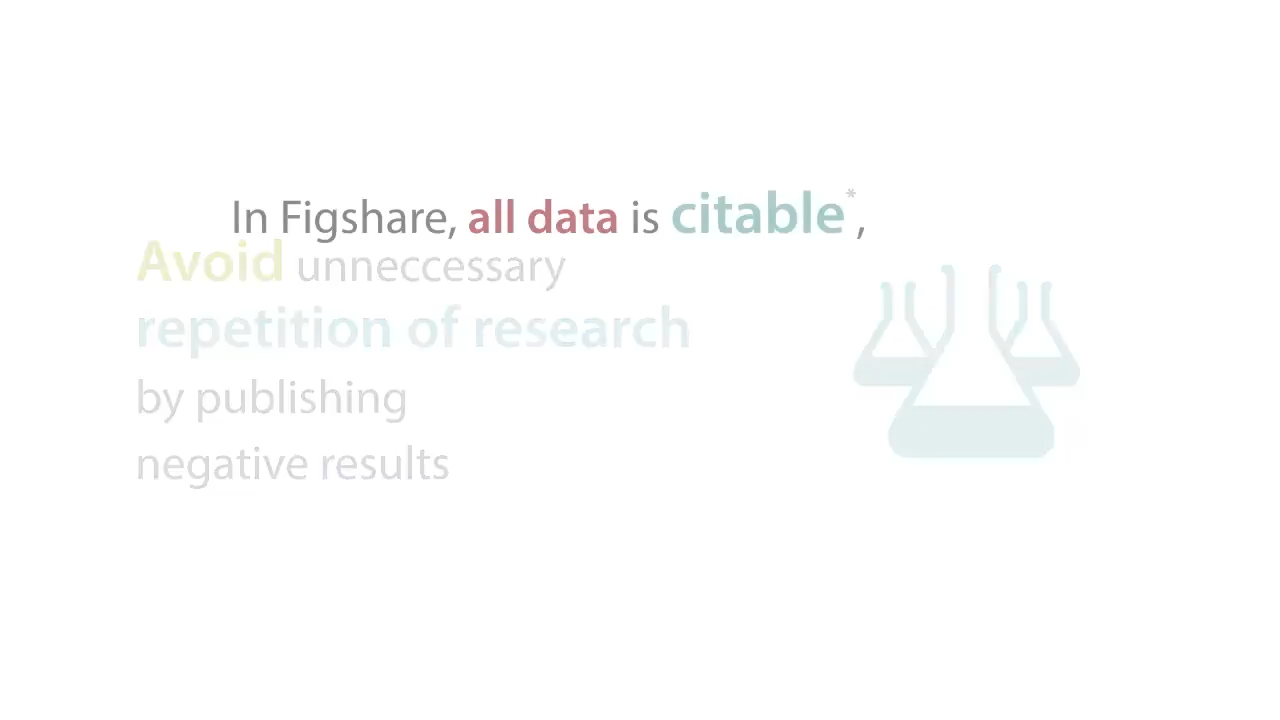 In Figshare, all data is citable*,
Avoid unneccessary
repetition of research
by publishing
negative results